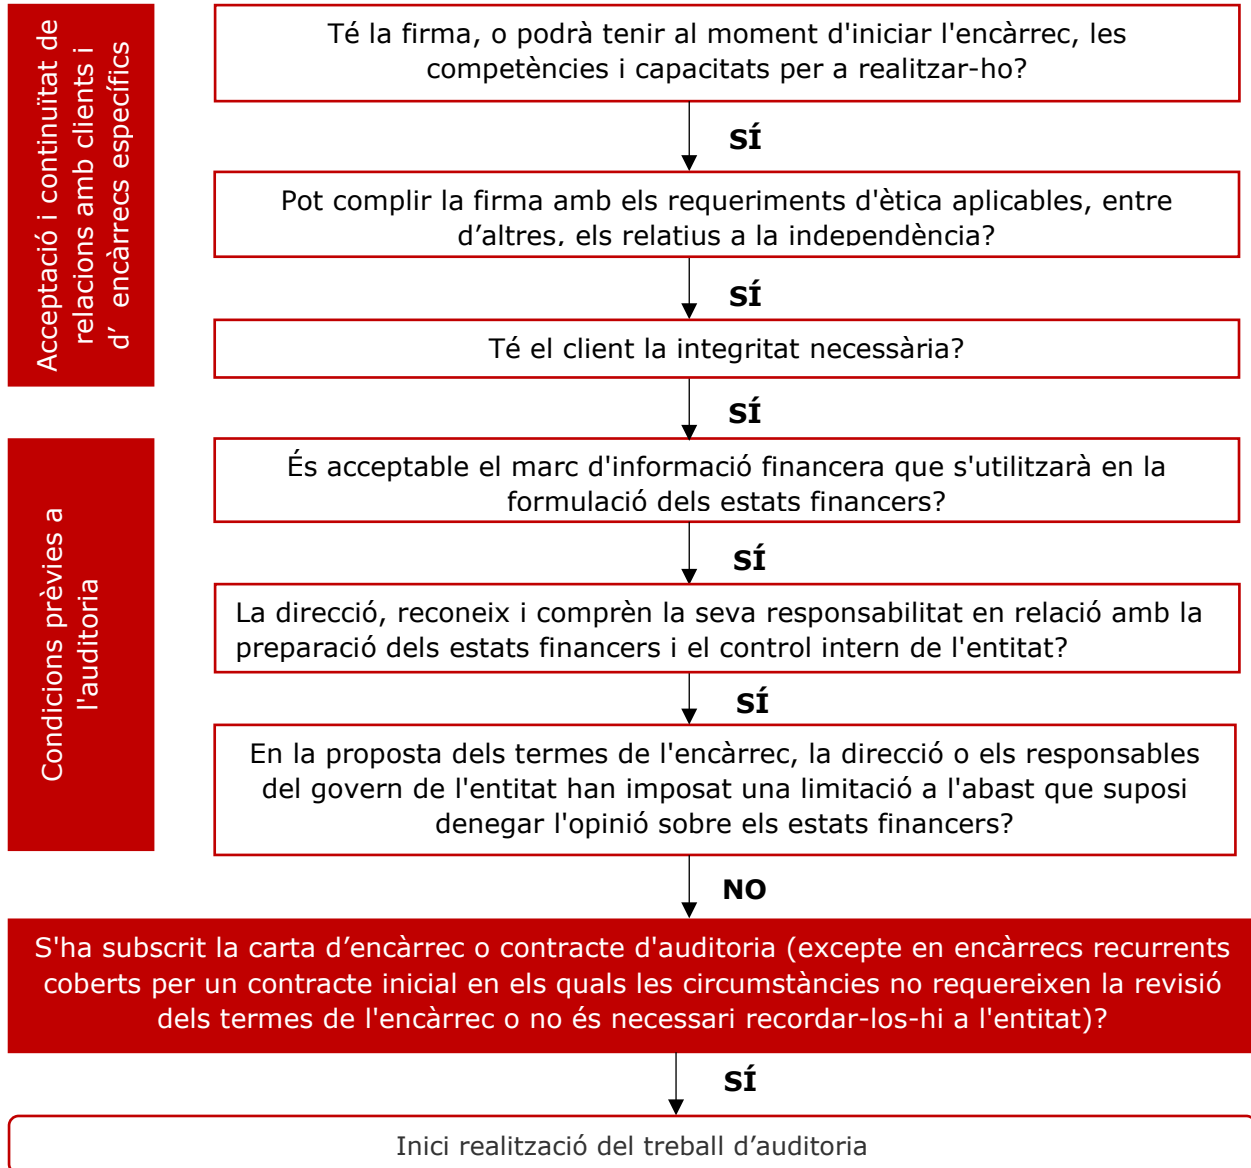 Acceptació i continuïtat de
relacions amb clients i
d’ encàrrecs específics
Té la firma, o podrà tenir al moment d'iniciar l'encàrrec, les
competències i capacitats per a realitzar-ho?
SÍ
Pot complir la firma amb els requeriments d'ètica aplicables, entre
d’altres, els relatius a la independència?
SÍ
Té el client la integritat necessària?
SÍ
Condicions prèvies a
l'auditoria
És acceptable el marc d'informació financera que s'utilitzarà en la
formulació dels estats financers?
SÍ
La direcció, reconeix i comprèn la seva responsabilitat en relació amb la
preparació dels estats financers i el control intern de l'entitat?
SÍ
En la proposta dels termes de l'encàrrec, la direcció o els responsables
del govern de l'entitat han imposat una limitació a l'abast que suposi
denegar l'opinió sobre els estats financers?
NO
S'ha subscrit la carta d’encàrrec o contracte d'auditoria (excepte en encàrrecs recurrents
coberts per un contracte inicial en els quals les circumstàncies no requereixen la revisió
dels termes de l'encàrrec o no és necessari recordar-los-hi a l'entitat)?
SÍ
Inici realització del treball d’auditoria